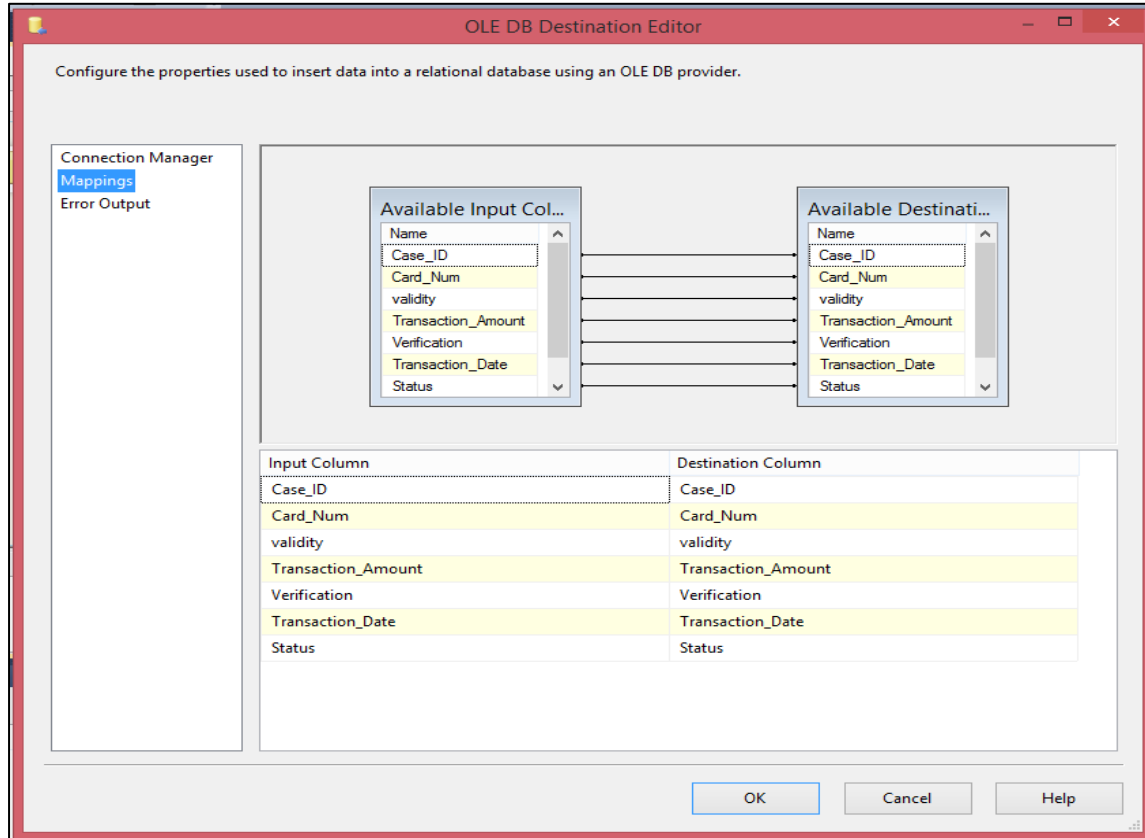 OLE DB Destination Editor
Configure the properties used to insert data into a relational database using an OLE DB provider.
Connection Manager
Mappings
Error Output
Available Input Col...
Name
Case_ID
Card_Num
validity
Transaction_Amount
Verification
Transaction_Date
Status
Available Destinati...
Name
Case_ID
Card_Num
validity
Transaction_Amount
Verification
Transaction_Date
Status
Input Column Destination Column
Case_ID Case_ID
Card_Num Card_Num
validity validity
Transaction_Amount Transaction_Amount
Verification Verification
Transaction_Date Transaction_Date
Status Status
OK Cancel Help